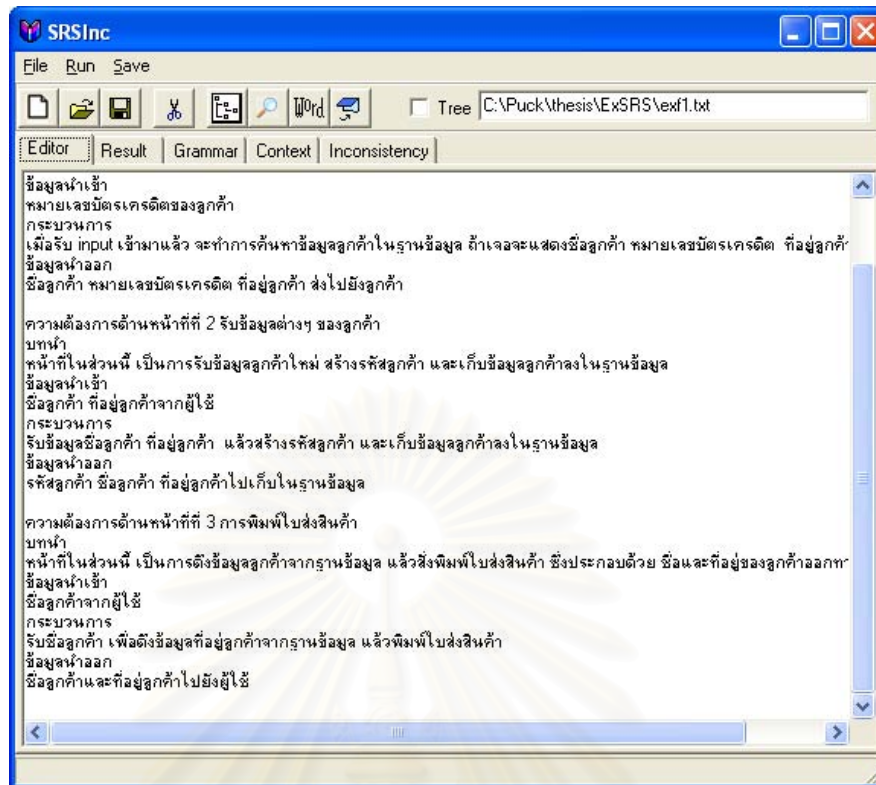 SRSInc
File Run Save
Word Tree C:\Puck\thesis\ExSRS\exf1.txt
Editor Result Grammar Context Inconsistency
ข้อมูลนำเข้า
หมายเลขบัตรเครดิตของลูกค้า
กระบวนการ
เมื่อรับ input เข้ามาแล้ว จะทำการค้นหาข้อมูลลูกค้าในฐานข้อมูล ถ้าเจอจะแสดงชื่อลูกค้า หมายเลขบัตรเครดิต ที่อยู่ลูกค้า
ข้อมูลนำออก
ชื่อลูกค้า หมายเลขบัตรเครดิต ที่อยู่ลูกค้า ส่งไปยังลูกค้า
ความต้องการด้านหน้าที่ที่ 2 รับข้อมูลต่างๆ ของลูกค้า
บทนำ
หน้าที่ในส่วนนี้ เป็นการรับข้อมูลลูกค้าใหม่ สร้างรหัสลูกค้า และเก็บข้อมูลลูกค้าลงในฐานข้อมูล
ข้อมูลนำเข้า
ชื่อลูกค้า ที่อยู่ลูกค้าจากผู้ใช้
กระบวนการ
รับข้อมูลชื่อลูกค้า ที่อยู่ลูกค้า แล้วสร้างรหัสลูกค้า และเก็บข้อมูลลูกค้าลงในฐานข้อมูล
ข้อมูลนำออก
รหัสลูกค้า ชื่อลูกค้า ที่อยู่ลูกค้าไปเก็บในฐานข้อมูล
ความต้องการด้านหน้าที่ที่ 3 การพิมพ์ใบส่งสินค้า
บทนำ
หน้าที่ในส่วนนี้ เป็นการดึงข้อมูลลูกค้าจากฐานข้อมูล แล้วสั่งพิมพ์ใบส่งสินค้า ซึ่งประกอบด้วย ชื่อและที่อยู่ของลูกค้าออก
ข้อมูลนำเข้า
ชื่อลูกค้าจากผู้ใช้
กระบวนการ
รับชื่อลูกค้า เพื่อดึงข้อมูลที่อยู่ลูกค้าจากฐานข้อมูล แล้วพิมพ์ใบส่งสินค้า
ข้อมูลนำออก
ชื่อลูกค้าและที่อยู่ลูกค้าไปยังผู้ใช้